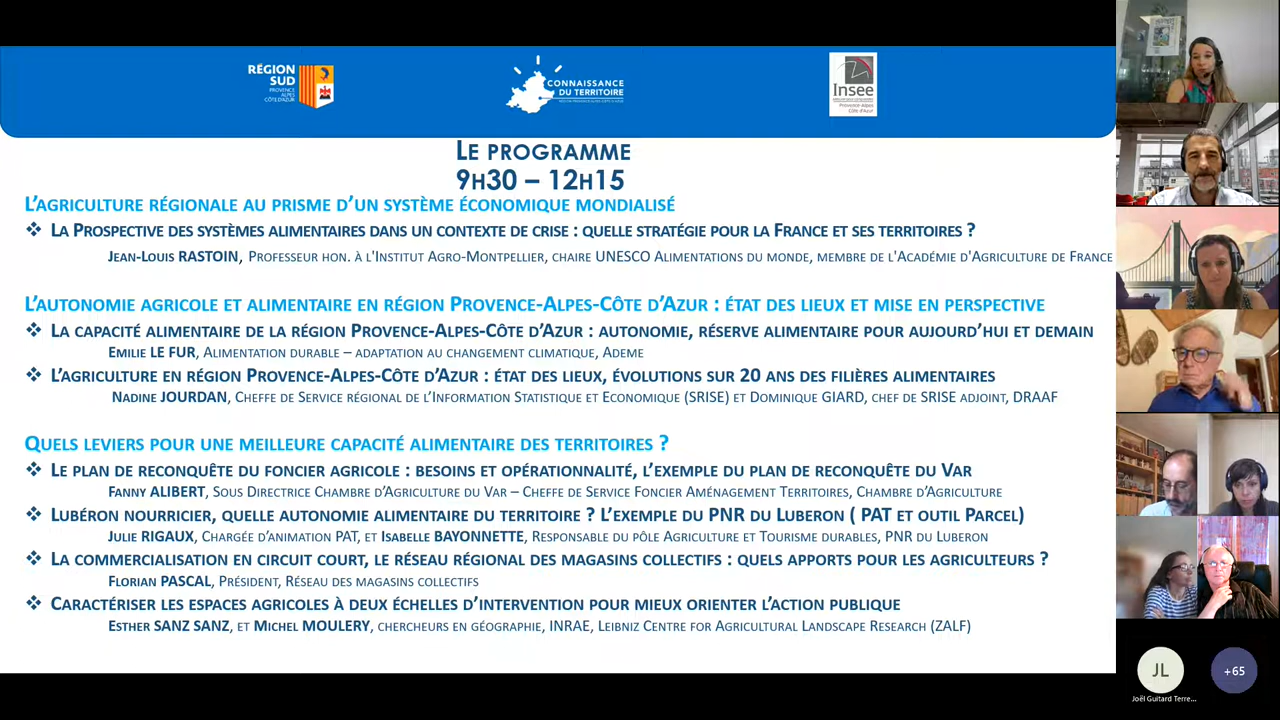 RÉGION
SUD
PROVENCE
ALPES
CÔTE D'AZUR
CONNAISSANCE
DU TERRITOIRE
Insee
Provence-Alpes
Côte d'Azur
Le programme
9h30 – 12h15
L'agriculture régionale au prisme d'un système économique mondialisé
❖ La Prospective des systèmes alimentaires dans un contexte de crise : quelle stratégie pour la France et ses territoires ?
Jean-Louis RASTOIN, Professeur hon. à l'Institut Agro-Montpellier, chaire UNESCO Alimentations du monde, membre de l'Académie d'Agriculture de France
L'autonomie agricole et alimentaire en région Provence-Alpes-Côte d'Azur : état des lieux et mise en perspective
❖ La capacité alimentaire de la région Provence-Alpes-Côte d'Azur : autonomie, réserve alimentaire pour aujourd'hui et demain
Emilie LE FUR, Alimentation durable – adaptation au changement climatique, Ademe
❖ L'agriculture en région Provence-Alpes-Côte d'Azur : état des lieux, évolutions sur 20 ans des filières alimentaires
Nadine JOURDAN, Cheffe de Service régional de l'Information Statistique et Economique (SRISE) et Dominique GIARD, chef de SRISE adjoint, DRAAF
Quels leviers pour une meilleure capacité alimentaire des territoires ?
❖ Le plan de reconquête du foncier agricole : besoins et opérationnalité, l'exemple du plan de reconquête du Var
Fanny ALIBERT, Sous Directrice Chambre d'Agriculture du Var – Cheffe de Service Foncier Aménagement Territoires, Chambre d'Agriculture
❖ Lubéron nourricier, quelle autonomie alimentaire du territoire ? L'exemple du PNR du Luberon ( PAT et outil Parcel)
Julie RIGAUX, Chargée d'animation PAT, et Isabelle BAYONNETTE, Responsable du pôle Agriculture et Tourisme durables, PNR du Luberon
❖ La commercialisation en circuit court, le réseau régional des magasins collectifs : quels apports pour les agriculteurs ?
Florian PASCAL, Président, Réseau des magasins collectifs
❖ Caractériser les espaces agricoles à deux échelles d'intervention pour mieux orienter l'action publique
Esther SANZ SANZ, et Michel MOULERY, chercheurs en géographie, INRAE, Leibniz Centre for Agricultural Landscape Research (ZALF)
JL
+65
Joël Guitard Terre...